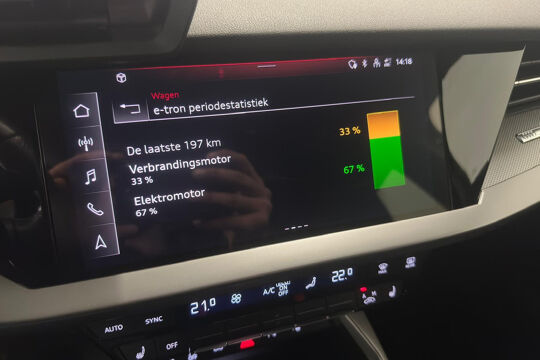 14:18
Wagen
e-tron periodestatistiek
De laatste 197 km
Verbrandingsmotor
33 %
Elektromotor
67 %
33 %
67 %
21.0
A/C
ON
OFF
22.0
AUTO
SYNC
A
M